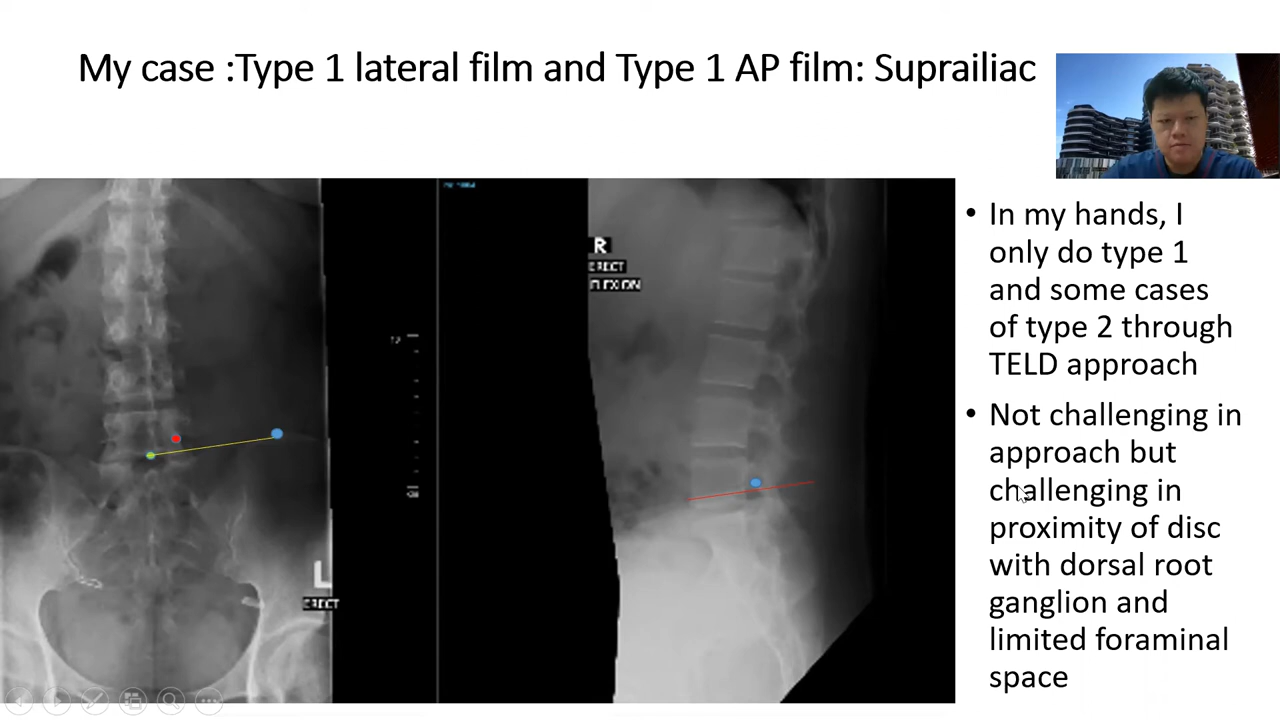 My case :Type 1 lateral film and Type 1 AP film: Suprailiac
R
ERECT
FLEXION
12
L
ERECT
• In my hands, I
only do type 1
and some cases
of type 2 through
TELD approach
• Not challenging in
approach but
challenging in
proximity of disc
with dorsal root
ganglion and
limited foraminal
space